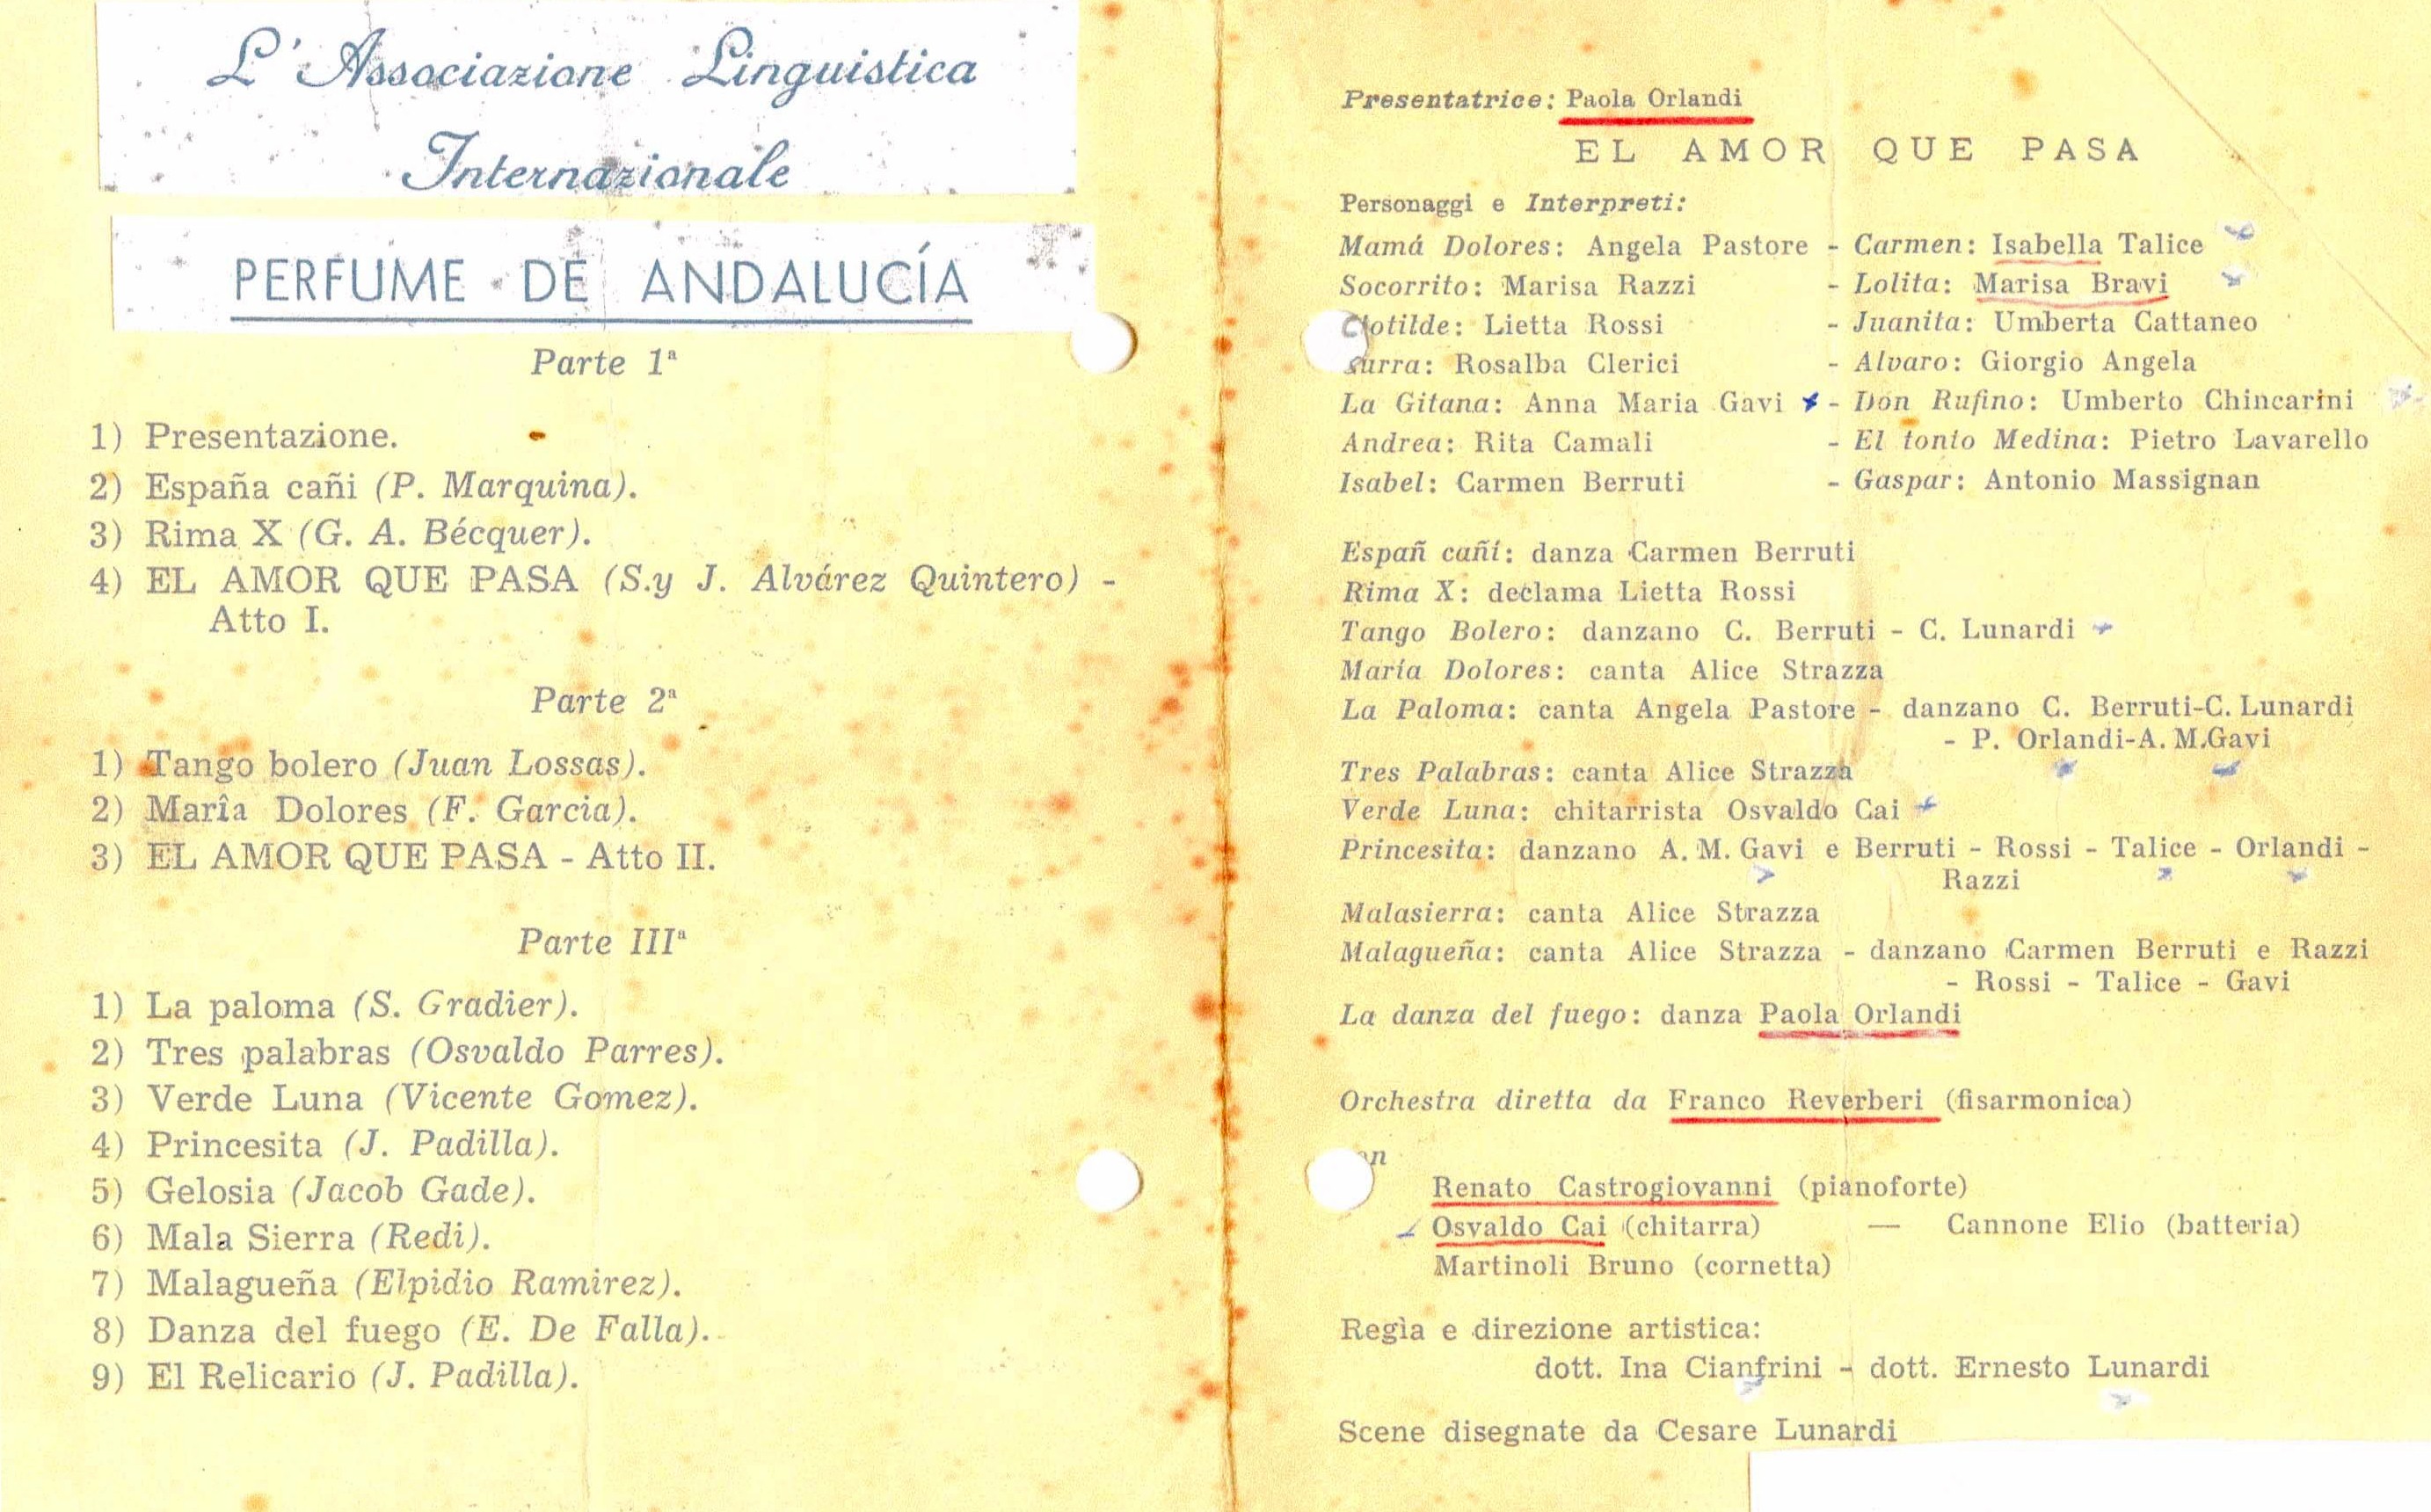 L'Associazione Linguistica
Internazionale
PERFUME DE ANDALUCÍA
Parte 1ª
1) Presentazione.
2) España cañi (P. Marquina).
3) Rima X (G. A. Bécquer).
4) EL AMOR QUE PASA (S.y J. Alvárez Quintero) -
Atto I.
Parte 2ª
1) Tango bolero (Juan Lossas).
2) Marîa Dolores (F. Garcia).
3) EL AMOR QUE PASA - Atto II.
Parte IIIª
1) La paloma (S. Gradier).
2) Tres palabras (Osvaldo Parres).
3) Verde Luna (Vicente Gomez).
4) Princesita (J. Padilla).
5) Gelosia (Jacob Gade).
6) Mala Sierra (Redi).
7) Malagueña (Elpidio Ramirez).
8) Danza del fuego (E. De Falla).
9) El Relicario (J. Padilla).
Presentatrice: Paola Orlandi
EL AMOR QUE PASA
Personaggi e Interpreti:
Mamá Dolores: Angela Pastore - Carmen: Isabella Talice
Socorrito: Marisa Razzi - Lolita: Marisa Bravi
Clotilde: Lietta Rossi - Juanita: Umberta Cattaneo
Rosalba Clerici - Alvaro: Giorgio Angela
La Gitana: Anna Maria Gavi - Don Rufino: Umberto Chincarini
Andrea: Rita Camali - El tonto Medina: Pietro Lavarello
Isabel: Carmen Berruti - Gaspar: Antonio Massignan
Españ cañí: danza Carmen Berruti
Rima X: declama Lietta Rossi
Tango Bolero: danzano C. Berruti - C. Lunardi
María Dolores: canta Alice Strazza
La Paloma: canta Angela Pastore - danzano C. Berruti-C. Lunardi
- P. Orlandi-A. M.Gavi
Tres Palabras: canta Alice Strazza
Verde Luna: chitarrista Osvaldo Cai
Princesita: danzano A. M. Gavi e Berruti - Rossi - Talice - Orlandi -
Razzi
Malasierra: canta Alice Strazza
Malagueña: canta Alice Strazza - danzano Carmen Berruti e Razzi
- Rossi - Talice - Gavi
La danza del fuego: danza Paola Orlandi
Orchestra diretta da Franco Reverberi (fisarmonica)
Renato Castrogiovanni (pianoforte)
Osvaldo Cai (chitarra) — Cannone Elio (batteria)
Martinoli Bruno (cornetta)
Regìa e direzione artistica:
dott. Ina Cianfrini - dott. Ernesto Lunardi
Scene disegnate da Cesare Lunardi